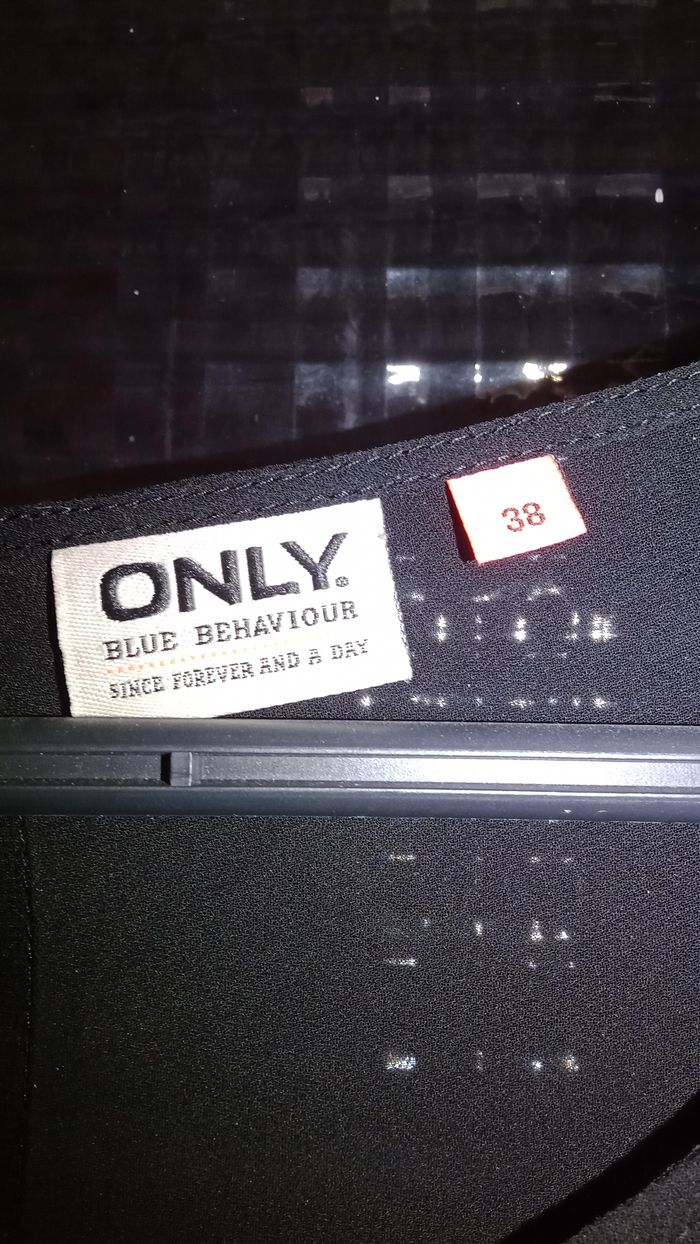 ONLY®
BLUE BEHAVIOUR
SINCE FOREVER AND A DAY
38